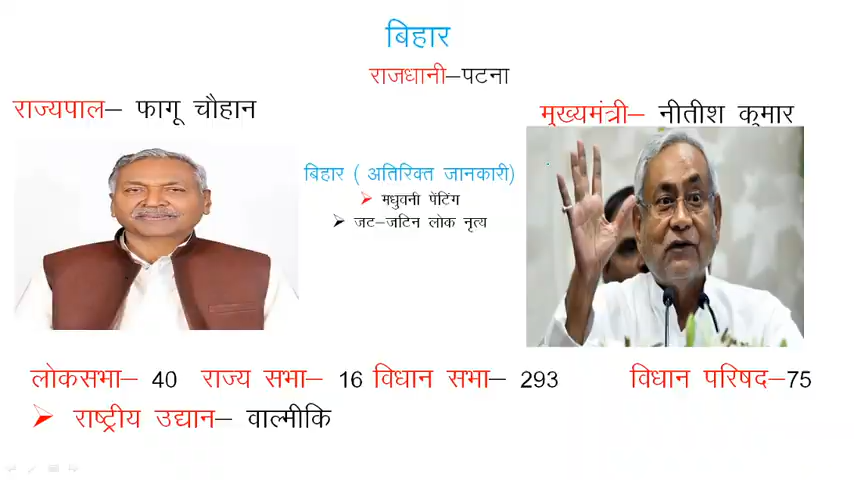 बिहार
राजधानी–पटना
राज्यपाल– फागू चौहान
मुख्यमंत्री– नीतीश कुमार
बिहार ( अतिरिक्त जानकारी)
मधुवनी पेंटिंग
जट–जटिन लोक नृत्य
लोकसभा– 40 राज्य सभा– 16 विधान सभा– 293 विधान परिषद–75
राष्ट्रीय उद्यान– वाल्मीकि